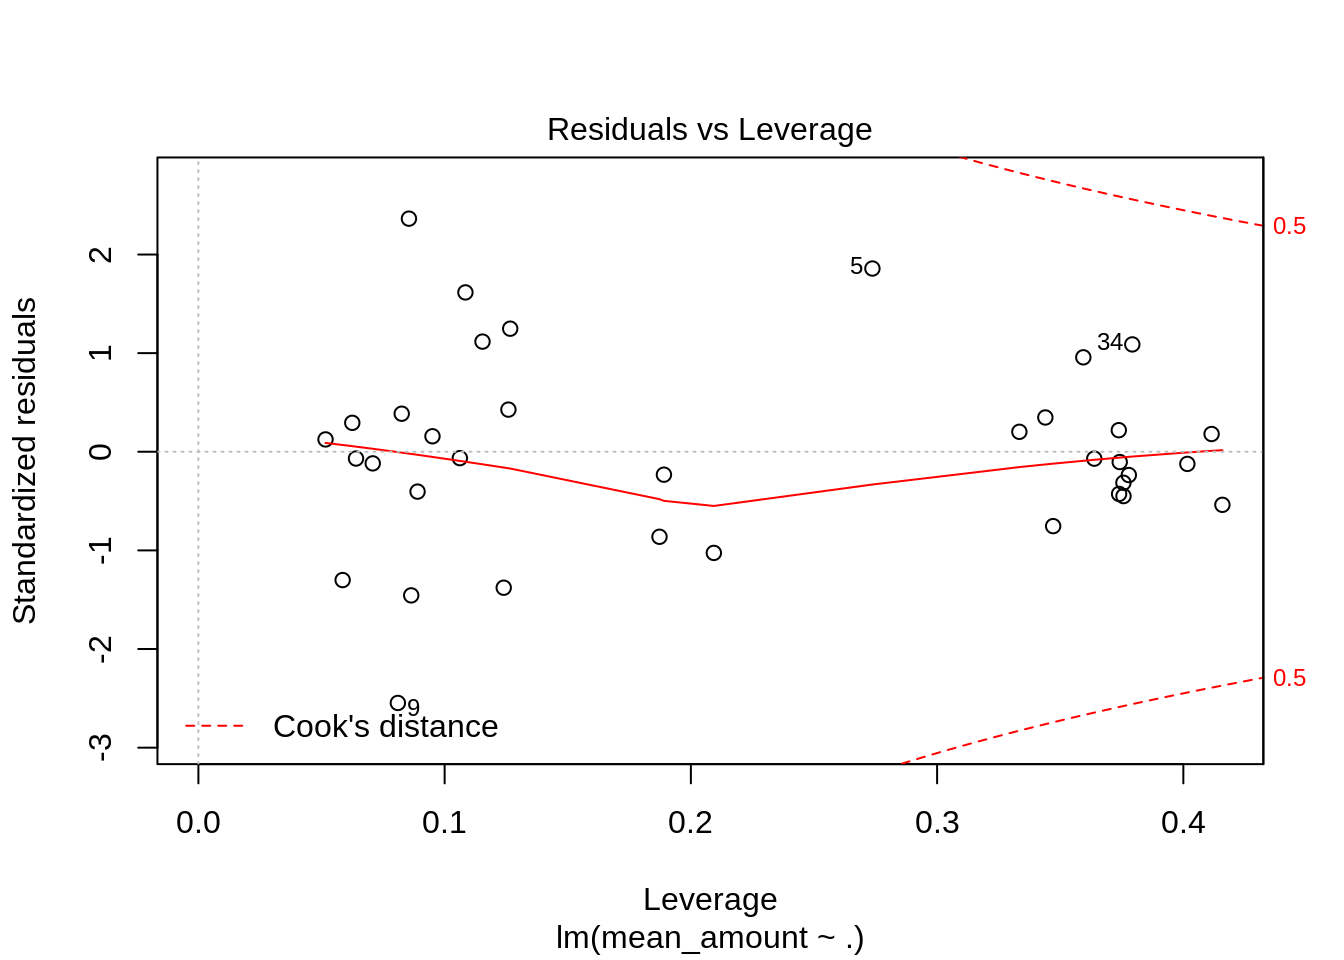 Residuals vs Leverage
Standardized residuals
2
1
0
-1
-2
-3
5
34
9
0.5
0.5
Cook's distance
0.0 0.1 0.2 0.3 0.4
Leverage
lm(mean_amount ~ .)